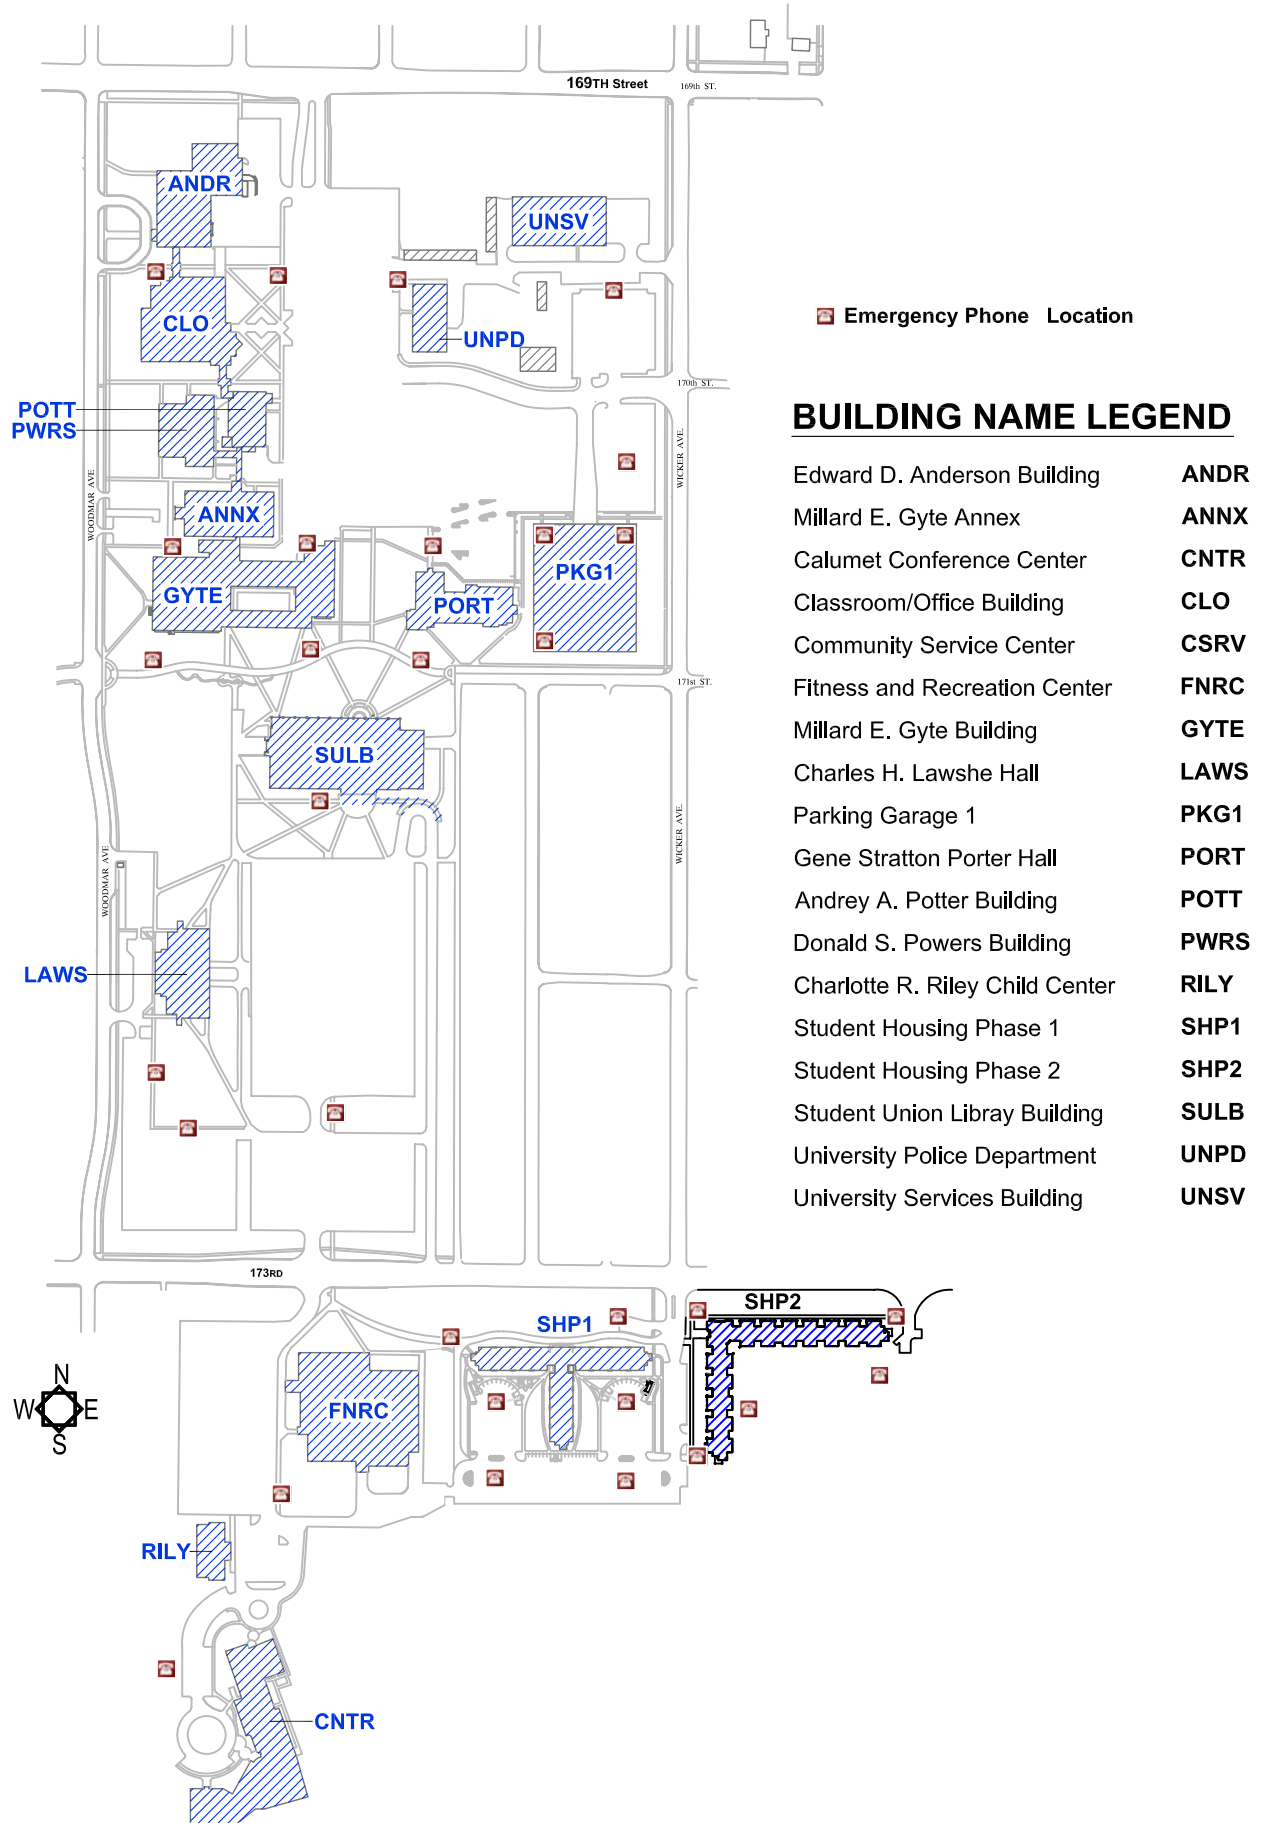 169TH Street
169th ST.
ANDR
UNSV
CLO
UNPD
Emergency Phone Location
170th ST.
POTT
PWRS
WICKER AVE.
WOODMAR AVE
ANNX
PKG1
GYTE
PORT
171st ST.
SULB
WICKER AVE.
WOODMAR AVE
LAWS
173RD
SHP1
SHP2
N
W E
S
FNRC
RILY
CNTR
BUILDING NAME LEGEND
Edward D. Anderson Building ANDR
Millard E. Gyte Annex ANNX
Calumet Conference Center CNTR
Classroom/Office Building CLO
Community Service Center CSRV
Fitness and Recreation Center FNRC
Millard E. Gyte Building GYTE
Charles H. Lawshe Hall LAWS
Parking Garage 1 PKG1
Gene Stratton Porter Hall PORT
Andrey A. Potter Building POTT
Donald S. Powers Building PWRS
Charlotte R. Riley Child Center RILY
Student Housing Phase 1 SHP1
Student Housing Phase 2 SHP2
Student Union Libray Building SULB
University Police Department UNPD
University Services Building UNSV